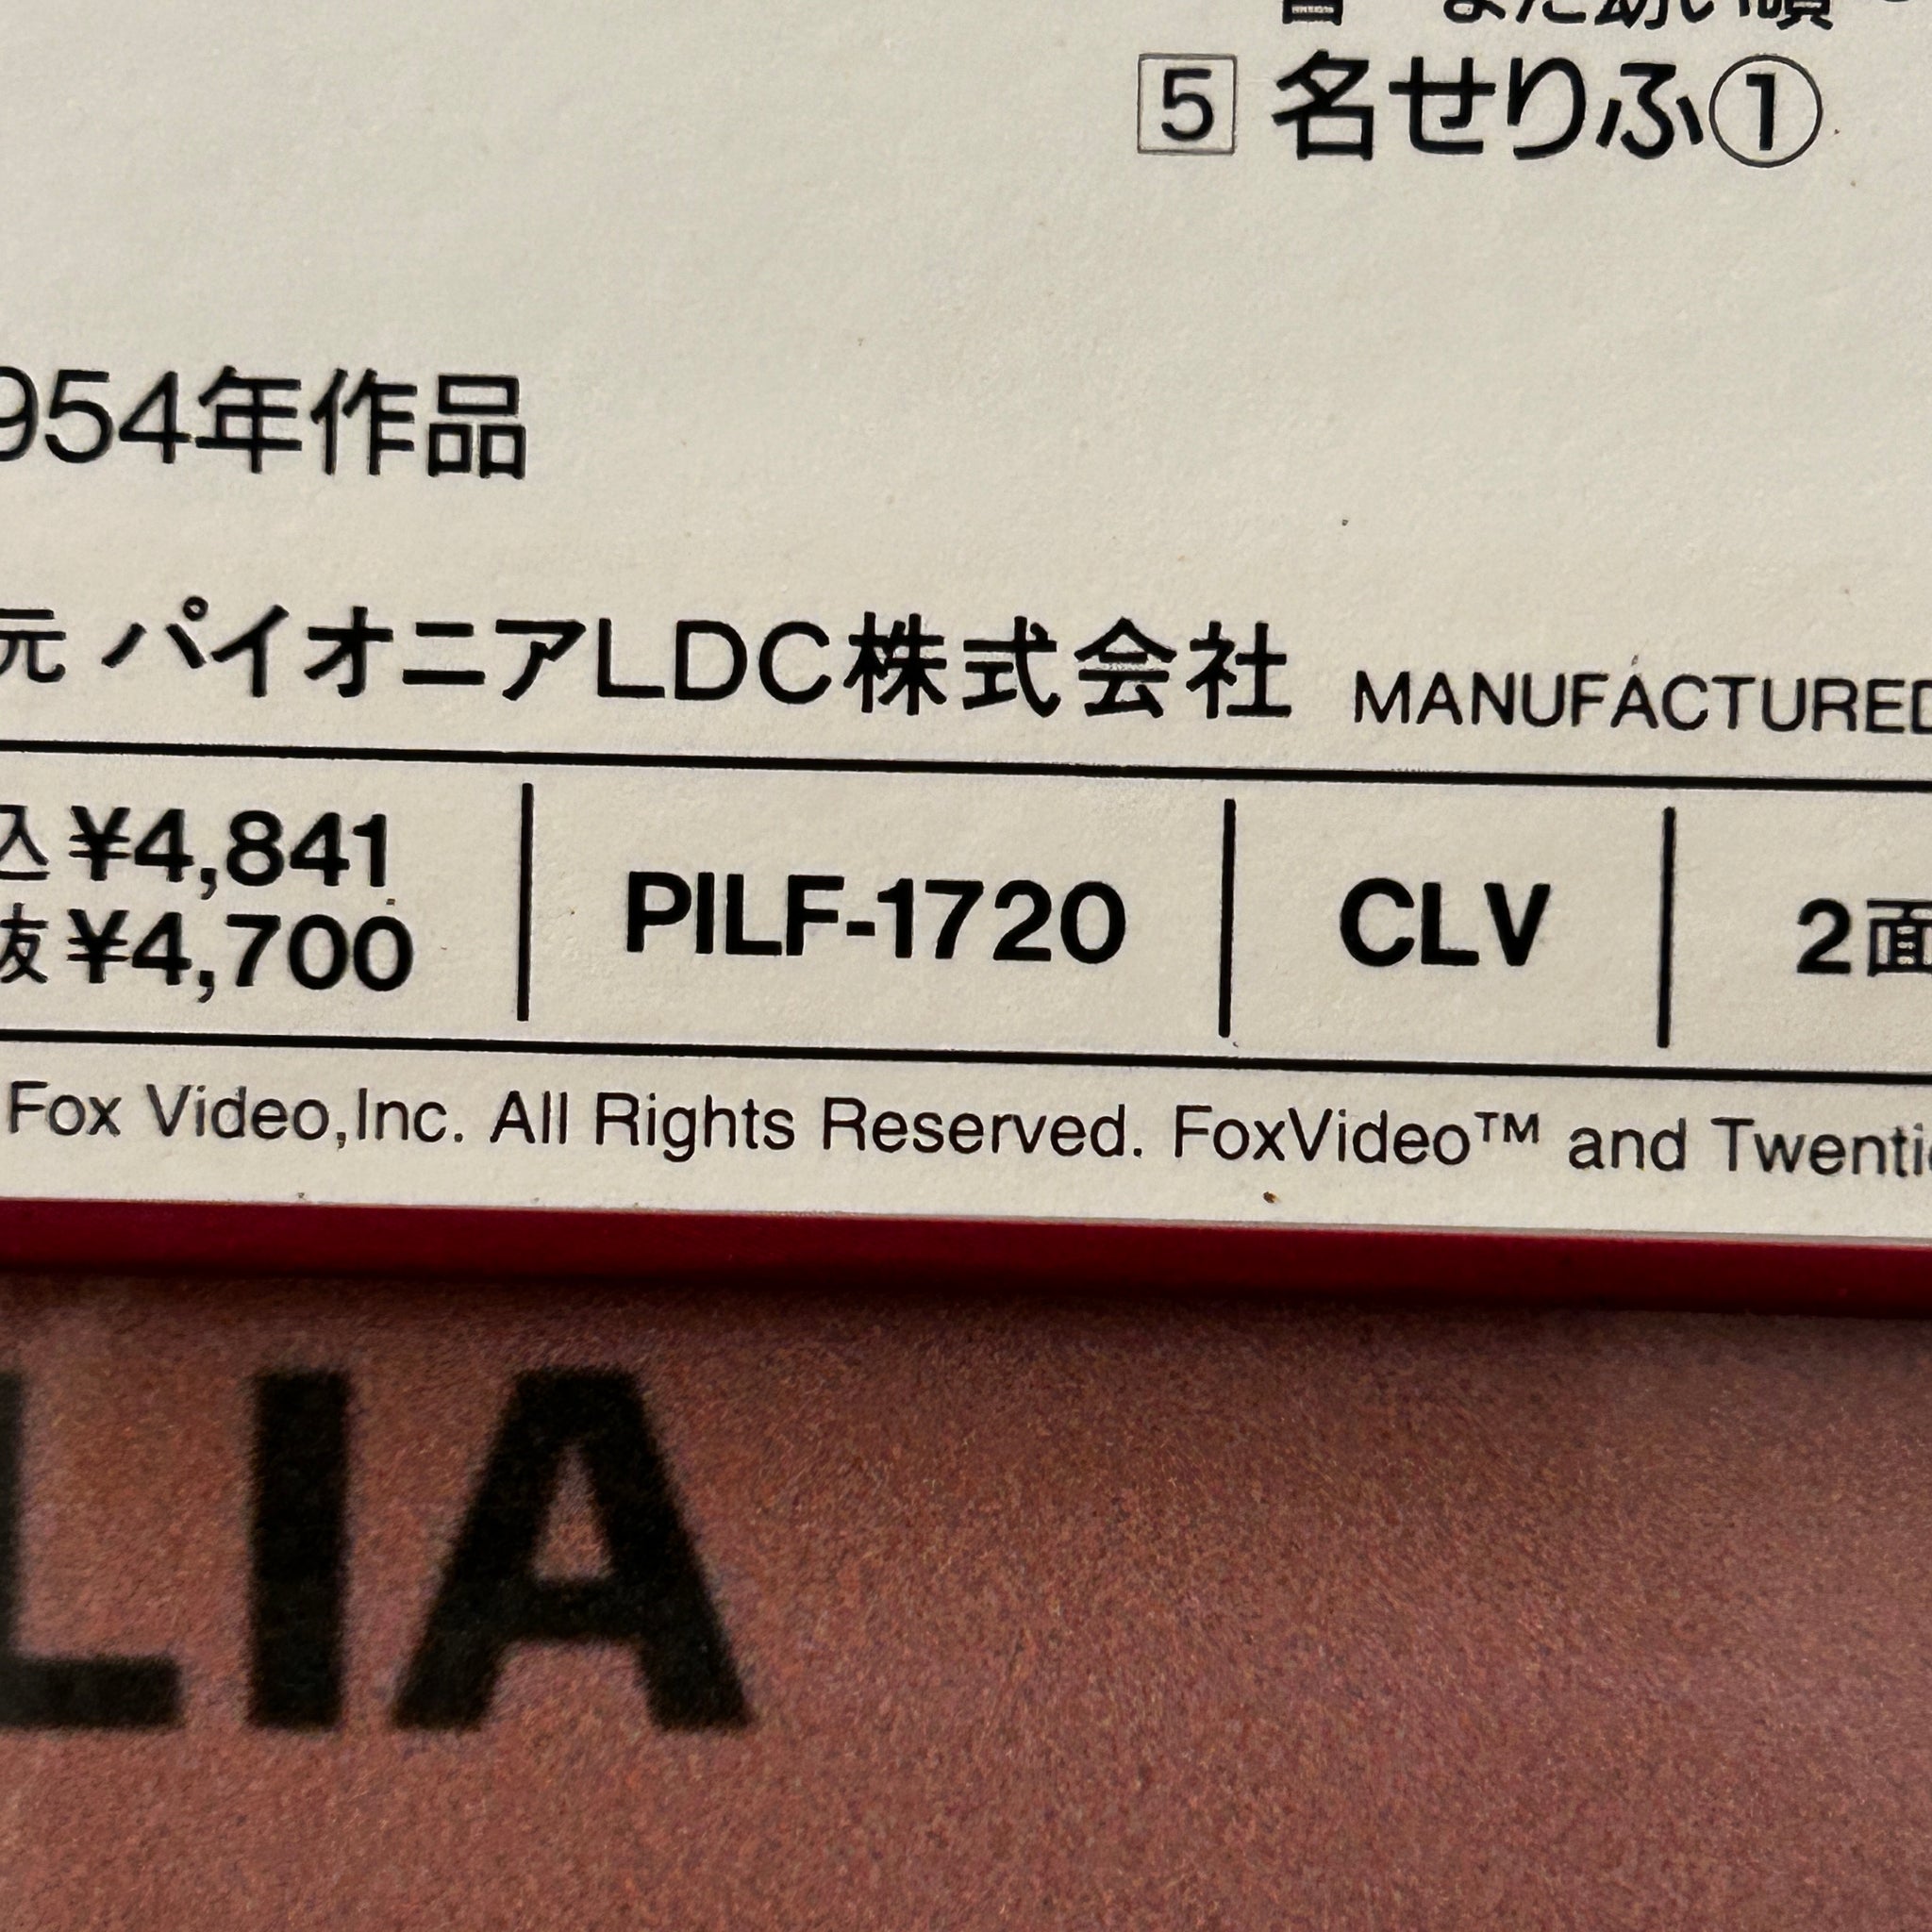 5 名せりふ①
954年作品
元 パイオニアLDC株式会社 MANUFACTURED
込 ¥4,841
抜 ¥4,700
PILF-1720
CLV
2面
Fox Video,Inc. All Rights Reserved. FoxVideo™ and Twenti
LIA